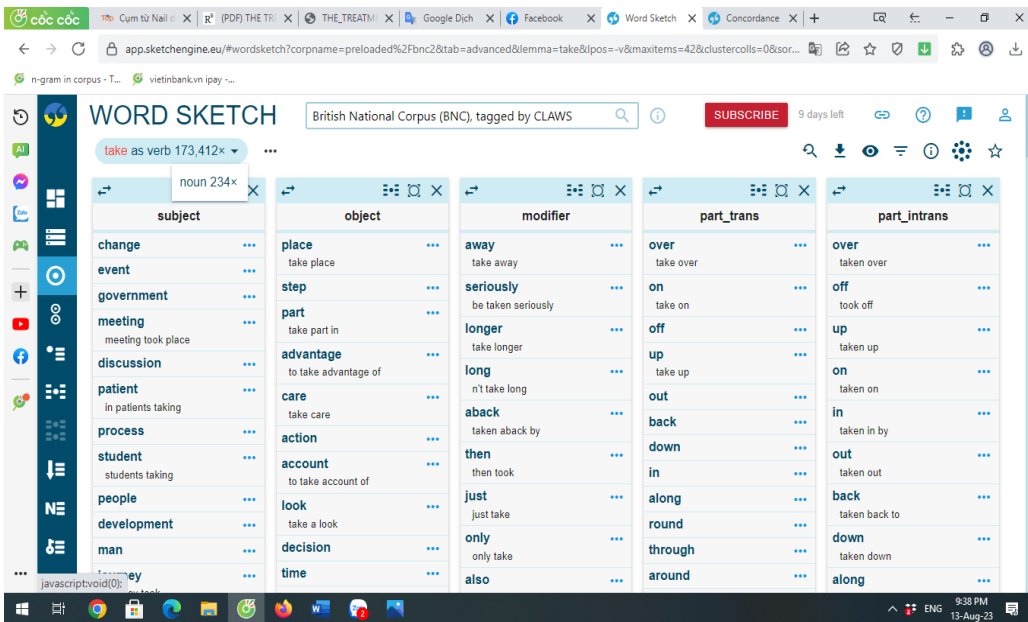 cốc cốc
Cụm từ Nail d
(PDF) THE TRE
THE_TREATME
Google Dịch
Facebook
Word Sketch
Concordance
app.sketchengine.eu/#wordsketch?corpname=preloaded%2Fbnc2&tab=advanced&lemma=take&lpos=-v&maxitems=42&clustercolls=0&sor...
n-gram in corpus - T...
vietinbank.vn ipay -...
WORD SKETCH
British National Corpus (BNC), tagged by CLAWS
SUBSCRIBE
9 days left
take as verb 173,412×
noun 234×
subject
change
event
government
meeting
meeting took place
discussion
patient
in patients taking
process
student
students taking
people
development
man
object
place
take place
step
part
take part in
advantage
to take advantage of
care
take care
action
account
to take account of
look
take a look
decision
time
modifier
away
take away
seriously
be taken seriously
longer
take longer
long
n't take long
aback
taken aback by
then
then took
just
just take
only
only take
also
part_trans
over
take over
on
take on
off
up
take up
out
back
down
in
along
round
through
around
part_intrans
over
taken over
off
took off
up
taken up
on
taken on
in
taken in by
out
taken out
back
taken back to
down
taken down
along
AI
Zalo
javascript:void(0);
ENG
9:38 PM
13-Aug-23